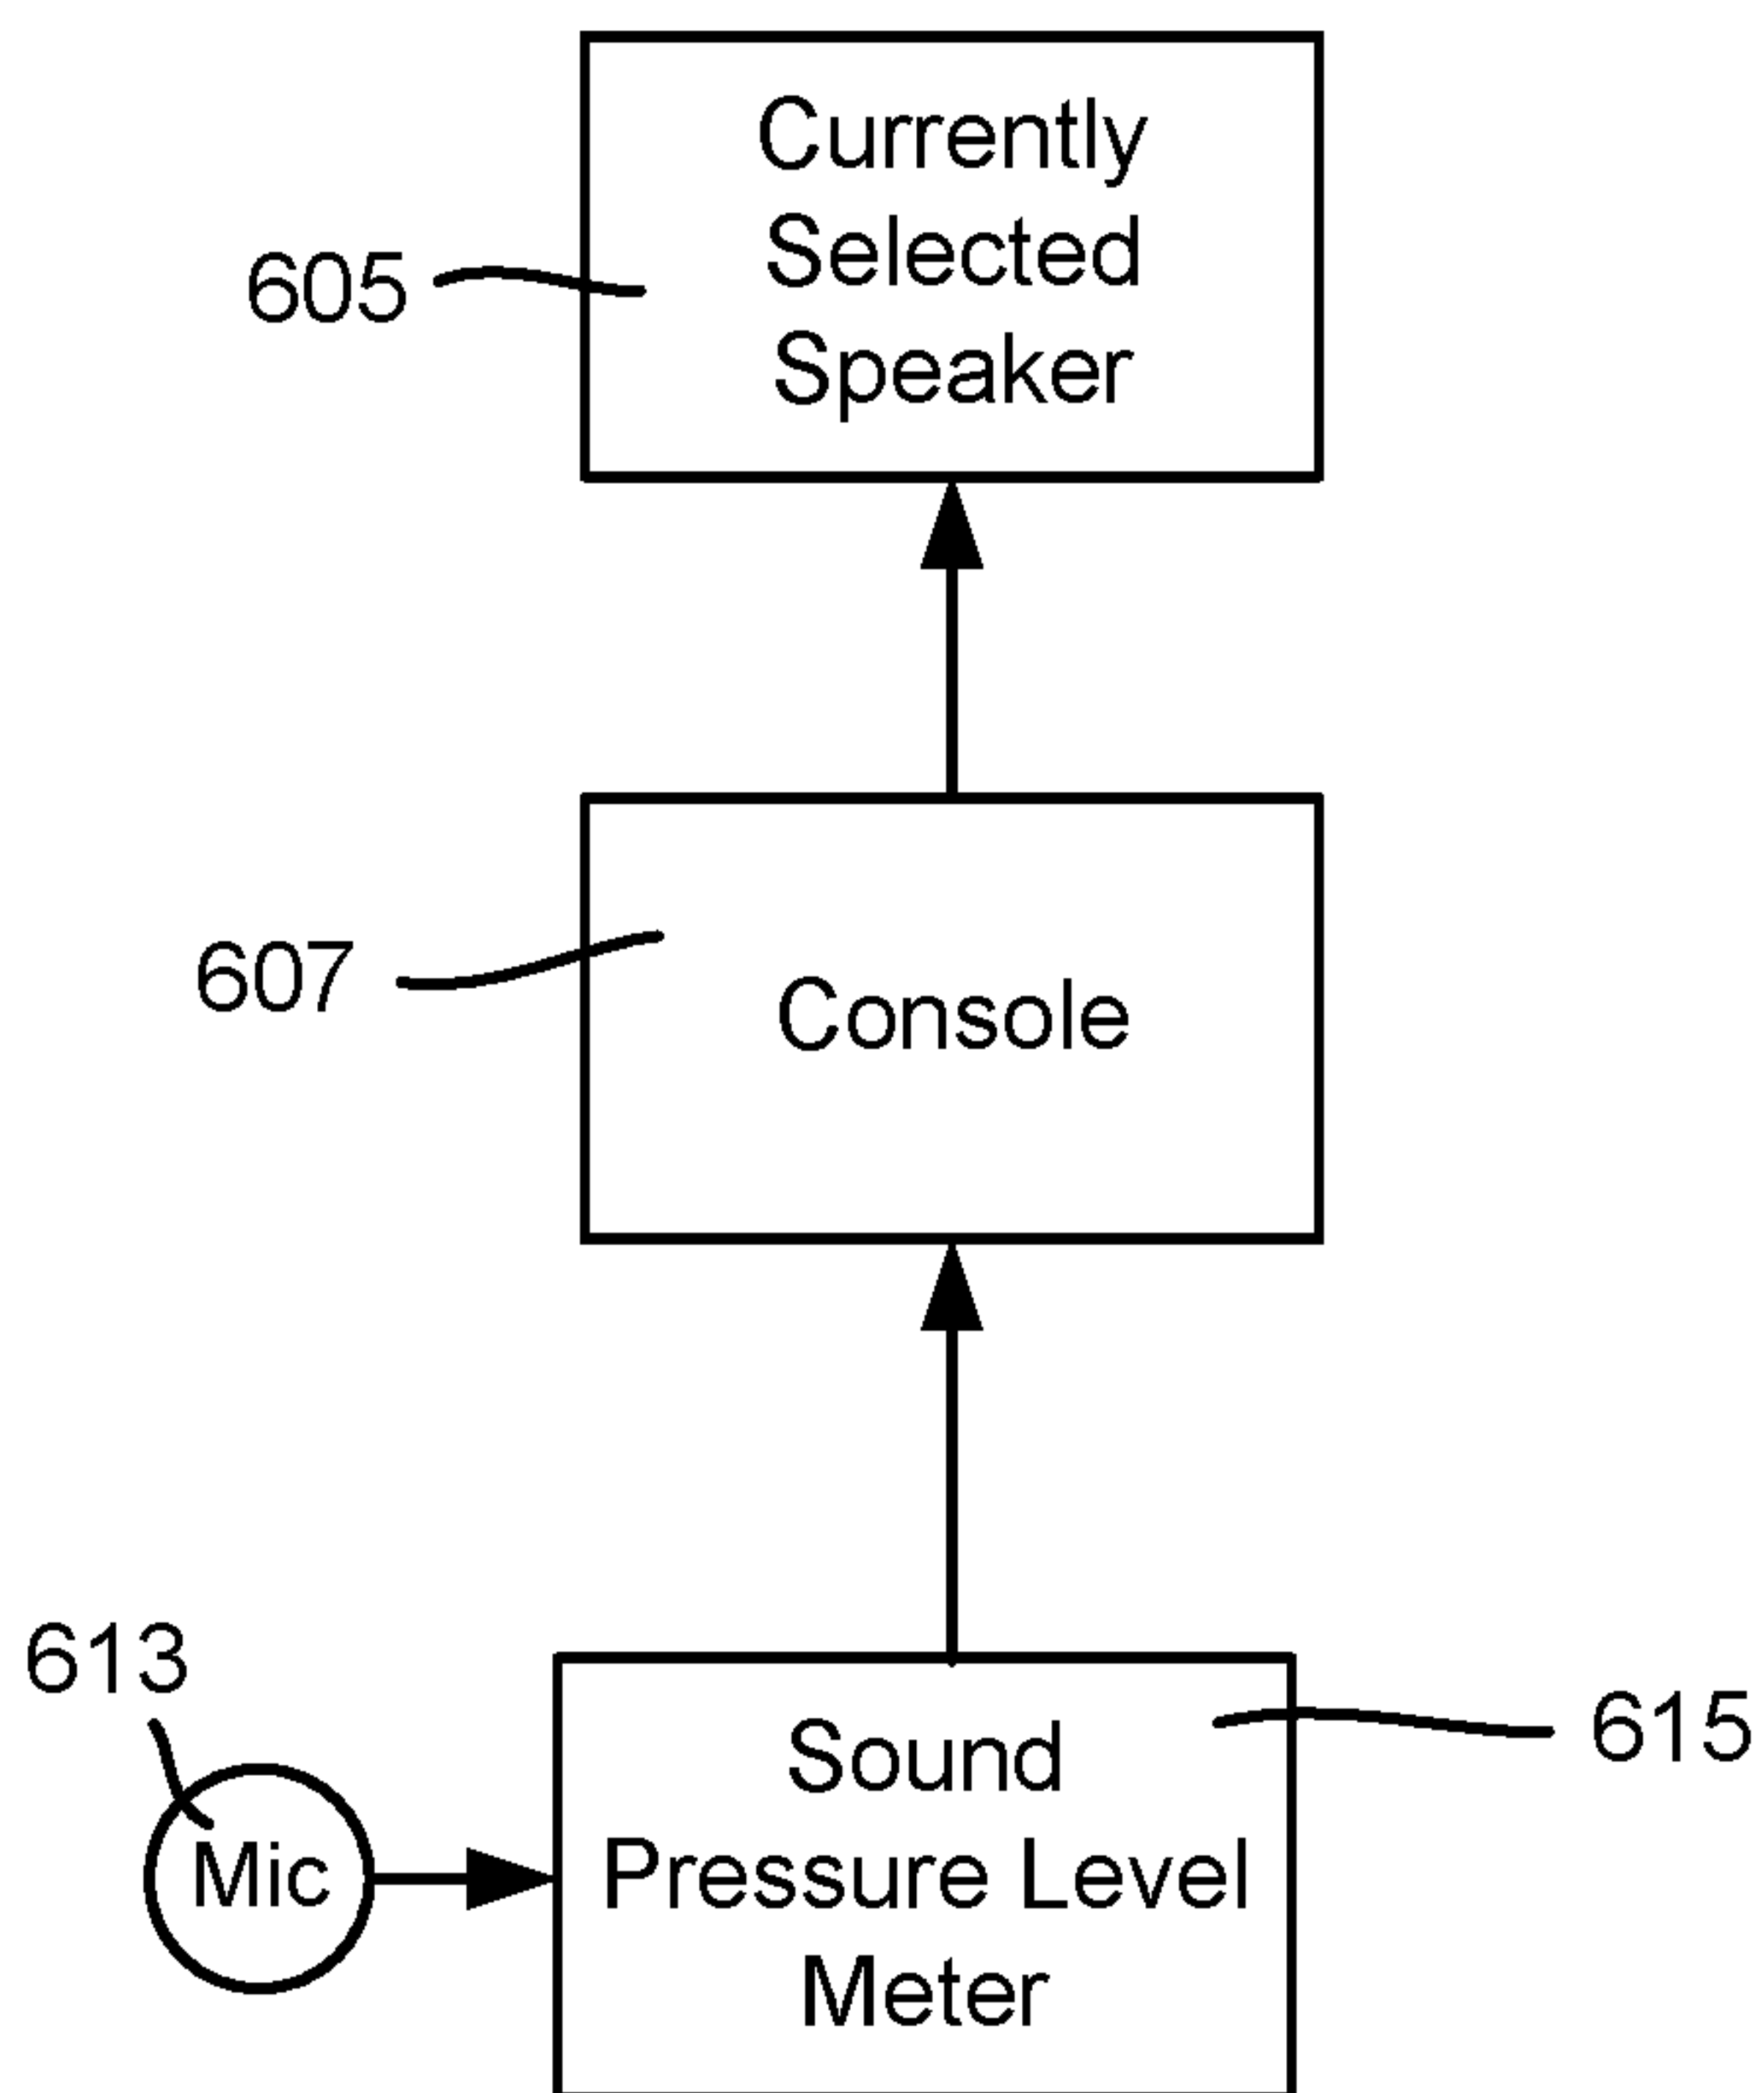 Currently
Selected
Speaker
605
607
Console
613
Mic
Sound
Pressure Level
Meter
615